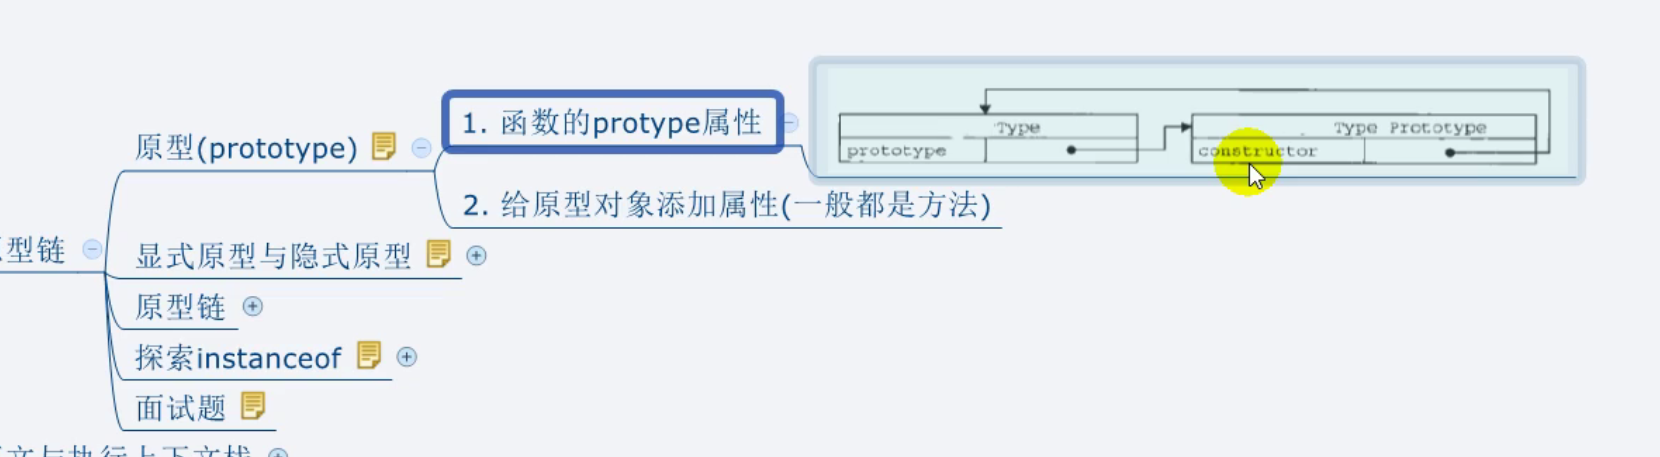 1. 函数的protype属性
Type
Type Prototype
prototype
constructor
原型(prototype)
2. 给原型对象添加属性(一般都是方法)
型链
显式原型与隐式原型
原型链
探索instanceof
面试题
文与执行上下文栈